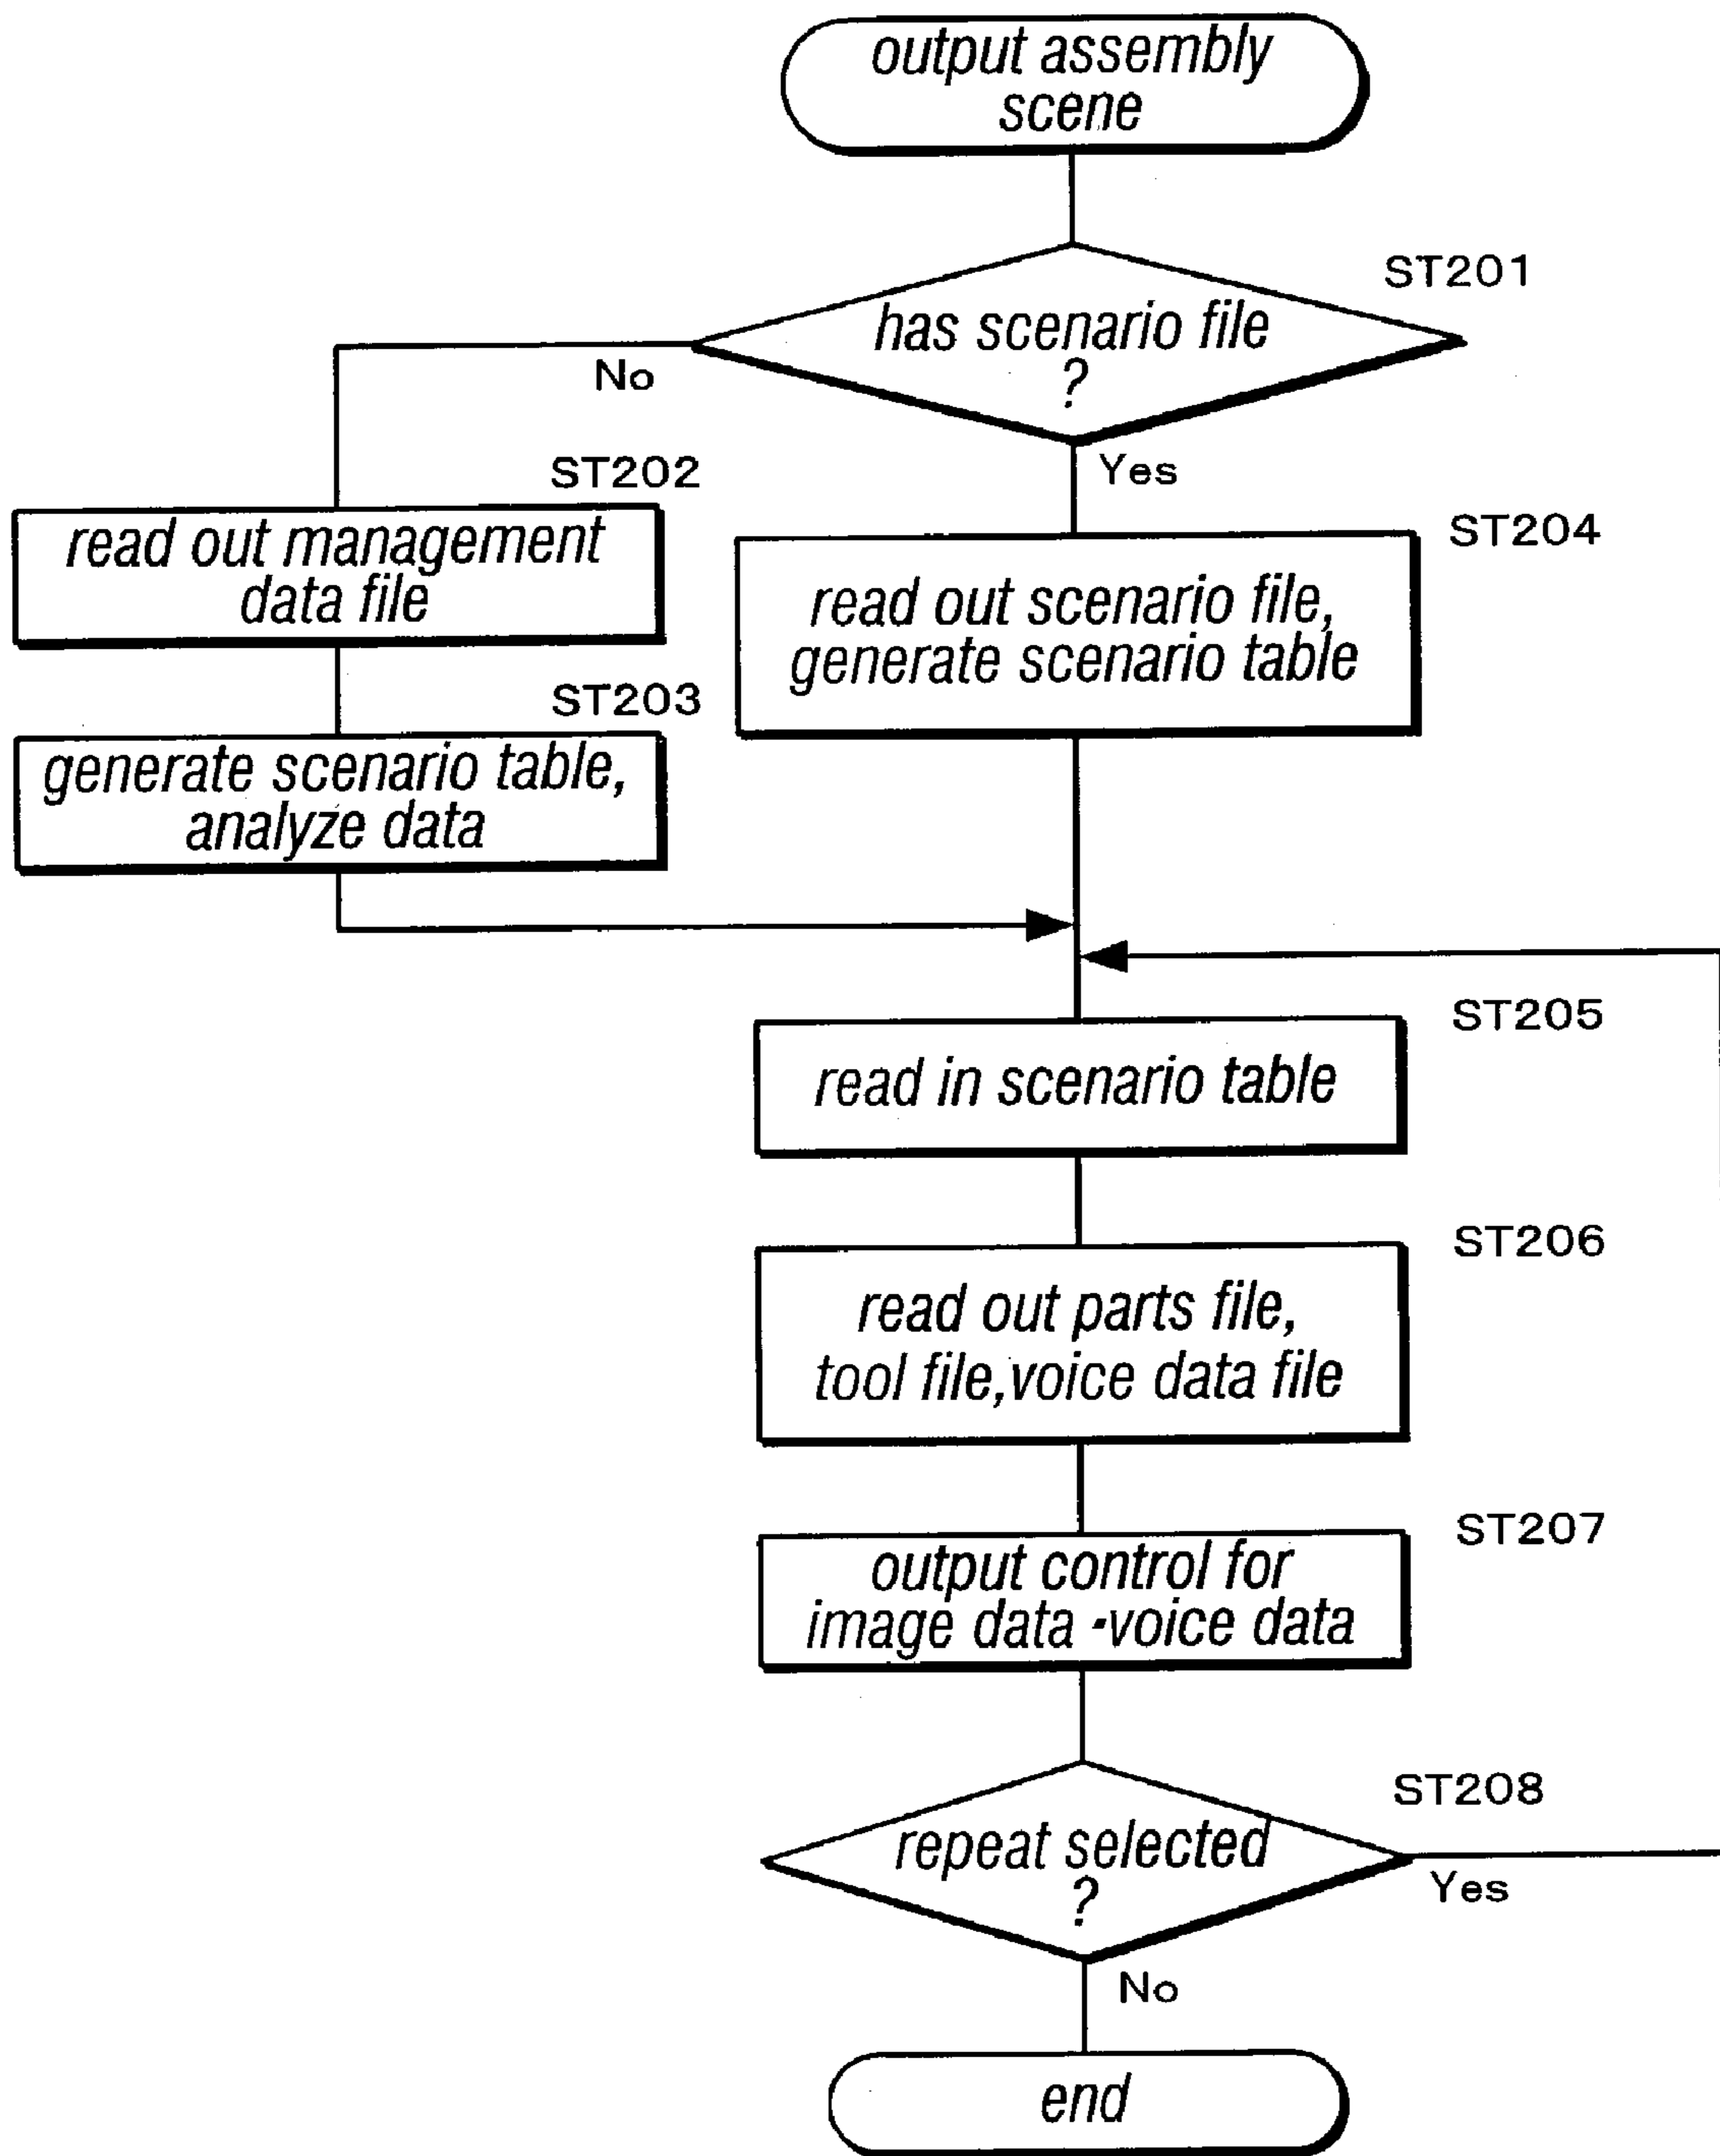 output assembly
scene
ST201
has scenario file
?
No
Yes
ST202
read out management
data file
ST204
read out scenario file,
generate scenario table
ST203
generate scenario table,
analyze data
ST205
read in scenario table
ST206
read out parts file,
tool file,voice data file
ST207
output control for
image data ·voice data
ST208
repeat selected
?
Yes
No
end